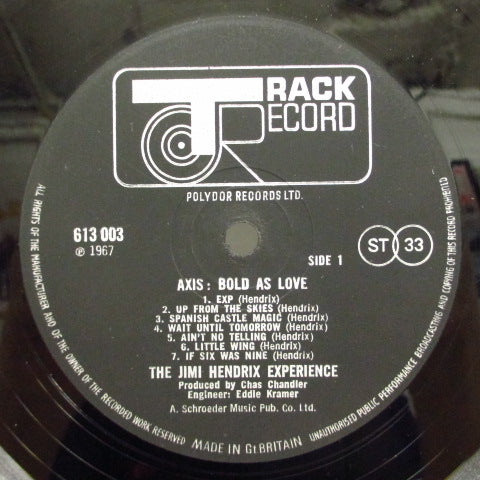 TRACK
RECORD
POLYDOR RECORDS LTD.
613 003
℗ 1967
SIDE 1
ST 33
AXIS: BOLD AS LOVE
1. EXP (Hendrix)
2. UP FROM THE SKIES (Hendrix)
3. SPANISH CASTLE MAGIC (Hendrix)
4. WAIT UNTIL TOMORROW (Hendrix)
5. AIN'T NO TELLING (Hendrix)
6. LITTLE WING (Hendrix)
7. IF SIX WAS NINE (Hendrix)
THE JIMI HENDRIX EXPERIENCE
Produced by Chas Chandler
Engineer: Eddie Kramer
A. Schroeder Music Pub. Co. Ltd.
ALL RIGHTS OF THE MANUFACTURER AND OF THE OWNER OF THE RECORDED WORK RESERVED
MADE IN Gt BRITAIN
UNAUTHORISED PUBLIC PERFORMANCE BROADCASTING AND COPYING OF THIS RECORD PROHIBITED